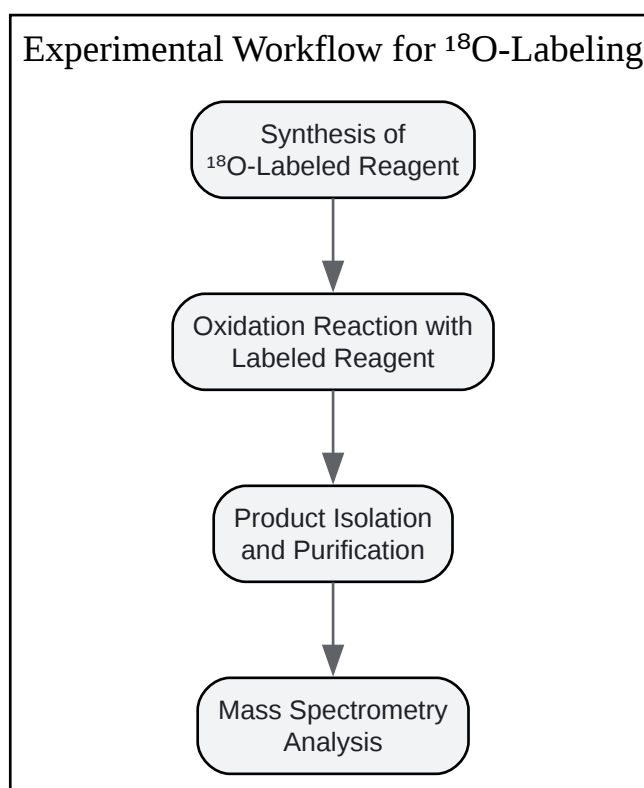 Experimental Workflow for ¹⁸O-Labeling
Synthesis of
¹⁸O-Labeled Reagent
Oxidation Reaction with
Labeled Reagent
Product Isolation
and Purification
Mass Spectrometry
Analysis